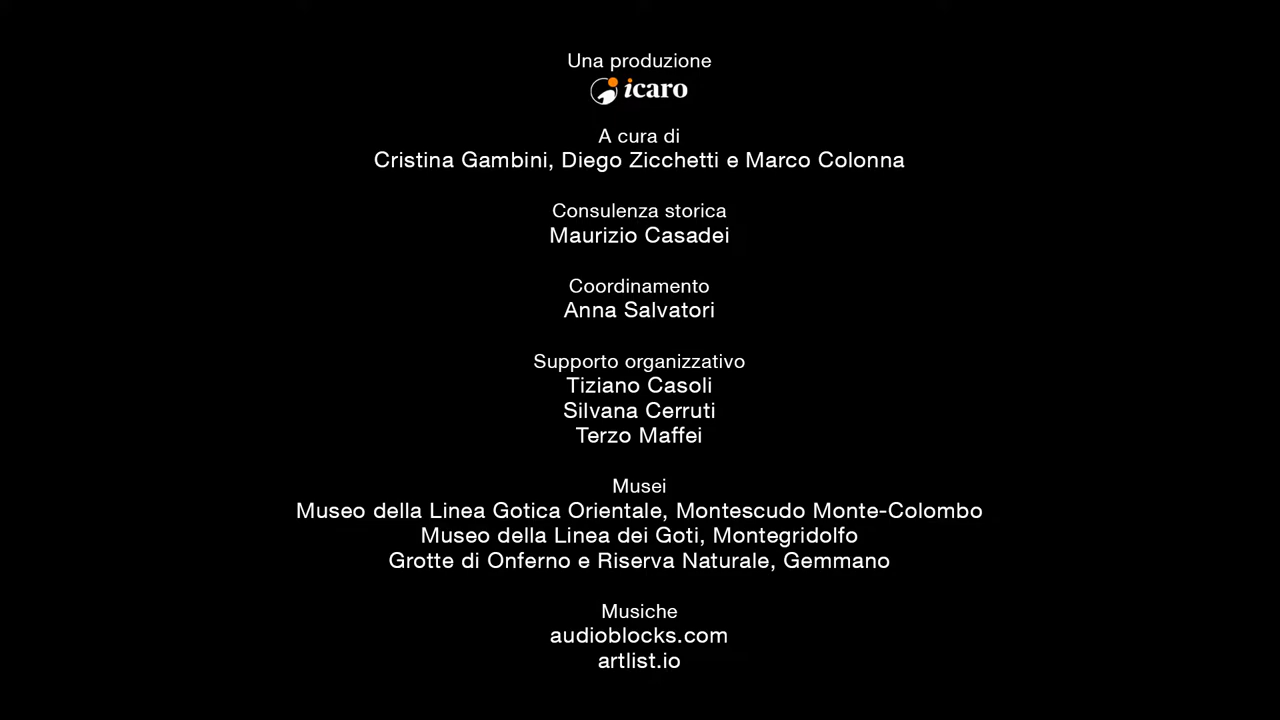 Una produzione
icaro
A cura di
Cristina Gambini, Diego Zicchetti e Marco Colonna
Consulenza storica
Maurizio Casadei
Coordinamento
Anna Salvatori
Supporto organizzativo
Tiziano Casoli
Silvana Cerruti
Terzo Maffei
Musei
Museo della Linea Gotica Orientale, Montescudo Monte-Colombo
Museo della Linea dei Goti, Montegridolfo
Grotte di Onferno e Riserva Naturale, Gemmano
Musiche
audioblocks.com
artlist.io